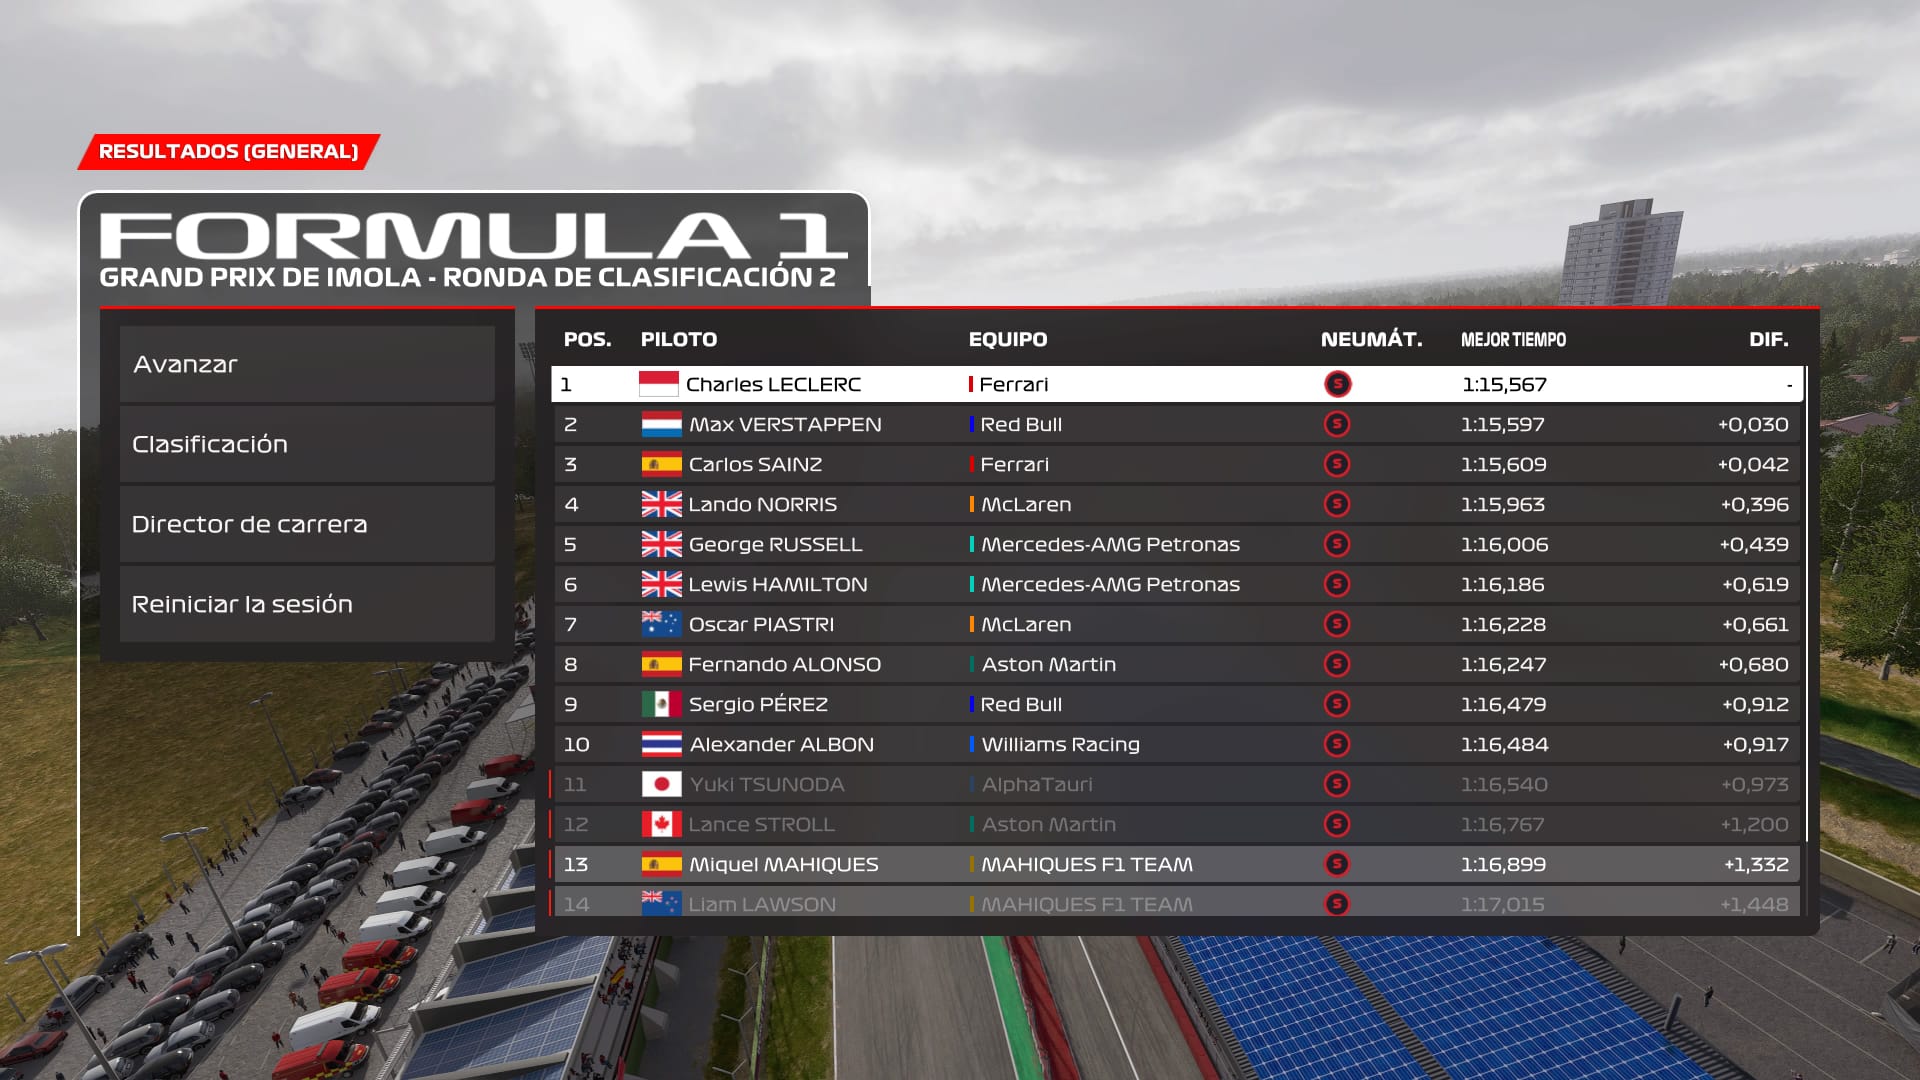 RESULTADOS (GENERAL)
FORMULA 1
GRAND PRIX DE IMOLA - RONDA DE CLASIFICACIÓN 2
Avanzar
Clasificación
Director de carrera
Reiniciar la sesión
POS. PILOTO EQUIPO NEUMÁT. MEJOR TIEMPO DIF.
1 Charles LECLERC Ferrari S 1:15,567 -
2 Max VERSTAPPEN Red Bull S 1:15,597 +0,030
3 Carlos SAINZ Ferrari S 1:15,609 +0,042
4 Lando NORRIS McLaren S 1:15,963 +0,396
5 George RUSSELL Mercedes-AMG Petronas S 1:16,006 +0,439
6 Lewis HAMILTON Mercedes-AMG Petronas S 1:16,186 +0,619
7 Oscar PIASTRI McLaren S 1:16,228 +0,661
8 Fernando ALONSO Aston Martin S 1:16,247 +0,680
9 Sergio PÉREZ Red Bull S 1:16,479 +0,912
10 Alexander ALBON Williams Racing S 1:16,484 +0,917
11 Yuki TSUNODA AlphaTauri S 1:16,540 +0,973
12 Lance STROLL Aston Martin S 1:16,767 +1,200
13 Miquel MAHIQUES MAHIQUES F1 TEAM S 1:16,899 +1,332
14 Liam LAWSON MAHIQUES F1 TEAM S 1:17,015 +1,448